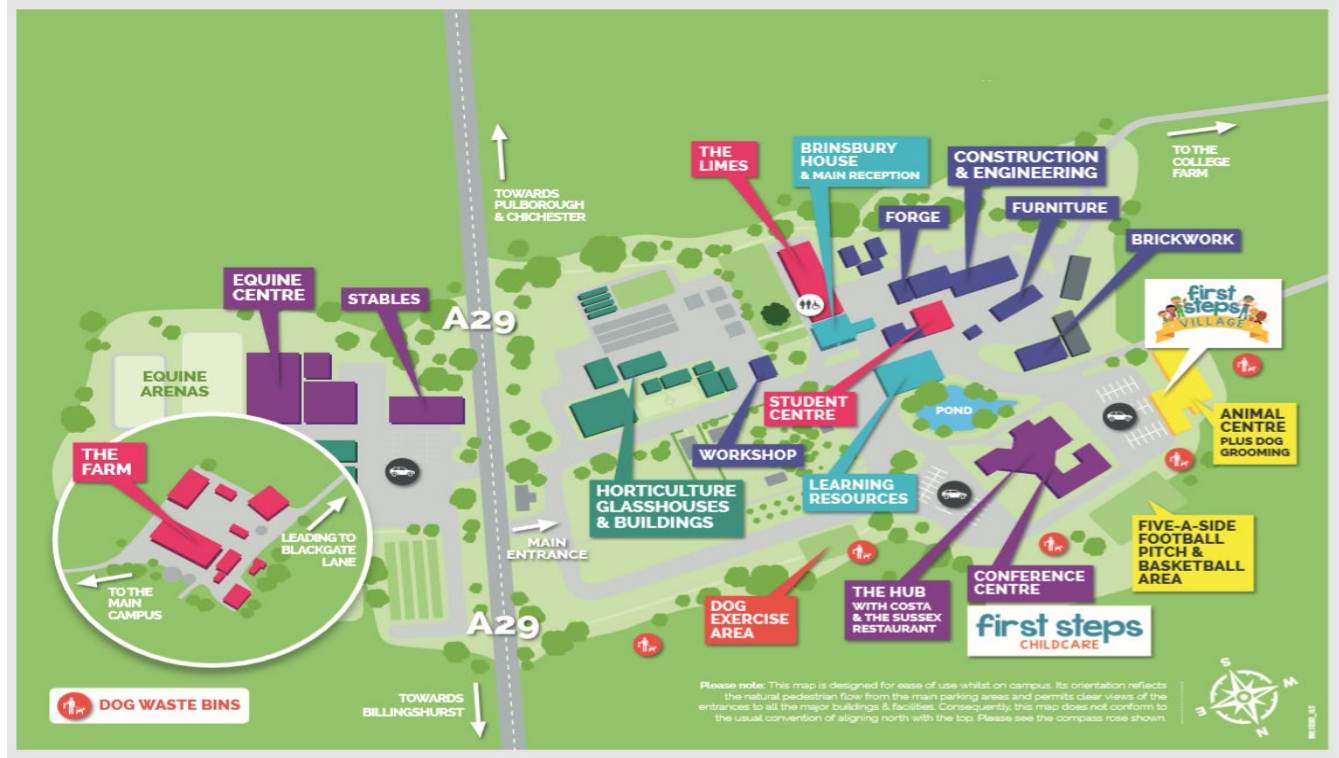 THE
LIMES
BRINSBURY
HOUSE
& MAIN RECEPTION
CONSTRUCTION
& ENGINEERING
TO THE
COLLEGE
FARM
TOWARDS
PULBOROUGH
& CHICHESTER
FORGE
FURNITURE
BRICKWORK
EQUINE
CENTRE
STABLES
first
steps
VILLAGE
A29
EQUINE
ARENAS
STUDENT
CENTRE
POND
ANIMAL
CENTRE
PLUS DOG
GROOMING
THE
FARM
WORKSHOP
HORTICULTURE
GLASSHOUSES
& BUILDINGS
LEARNING
RESOURCES
LEADING TO
BLACKGATE
LANE
MAIN
ENTRANCE
FIVE-A-SIDE
FOOTBALL
PITCH &
BASKETBALL
AREA
TO THE
MAIN
CAMPUS
A29
DOG
EXERCISE
AREA
THE HUB
WITH COSTA
& THE SUSSEX
RESTAURANT
CONFERENCE
CENTRE
first steps
CHILDCARE
DOG WASTE BINS
TOWARDS
BILLINGSHURST
Please note: This map is designed for ease of use whilst on campus. Its orientation reflects
the natural pedestrian flow from the main parking areas and permits clear views of the
entrances to all the major buildings & facilities. Consequently, this map does not conform to
the usual convention of aligning north with the top. Please see the compass rose shown.
S
W
E
N